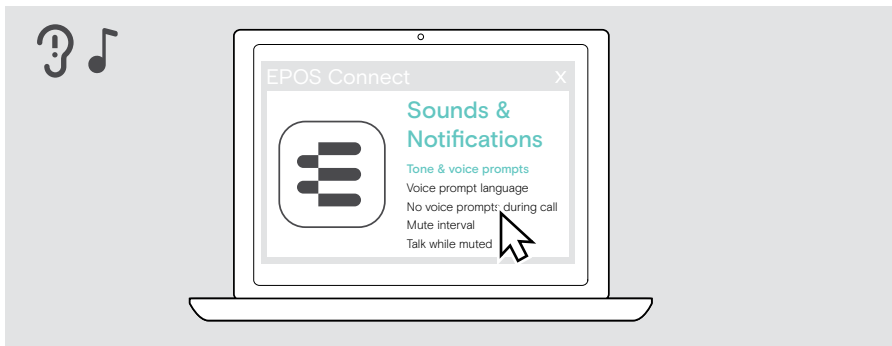 EPOS Connect X
Sounds &
Notifications
Tone & voice prompts
Voice prompt language
No voice prompts during call
Mute interval
Talk while muted